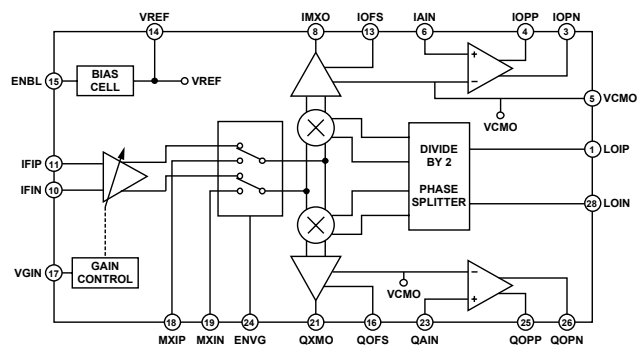 VREF IMXO IOFS IAIN IOPP IOPN
14 8 13 6 4 3
ENBL 15 BIAS CELL VREF
VCMO 5 VCMO
IFIP 11
IFIN 10
DIVIDE BY 2
PHASE SPLITTER
1 LOIP
28 LOIN
VGIN 17 GAIN CONTROL
VCMO
18 19 24 21 16 23 25 26
MXIP MXIN ENVG QXMO QOFS QAIN QOPP QOPN